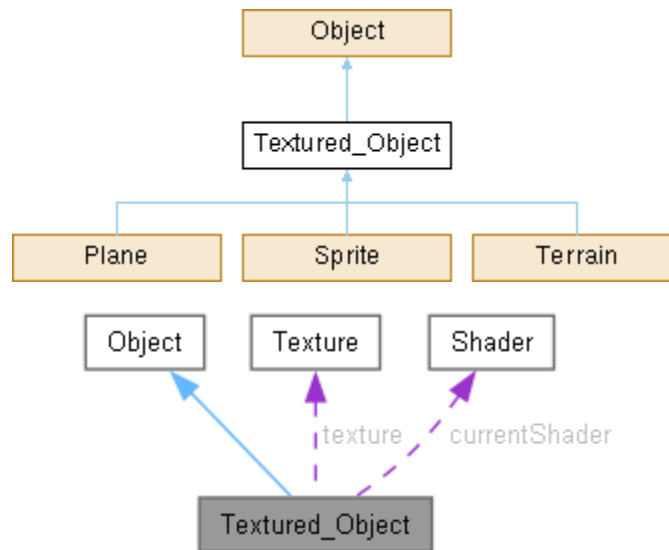 Object
Textured_Object
Plane
Sprite
Terrain
Object
Texture
Shader
texture
currentShader
Textured_Object